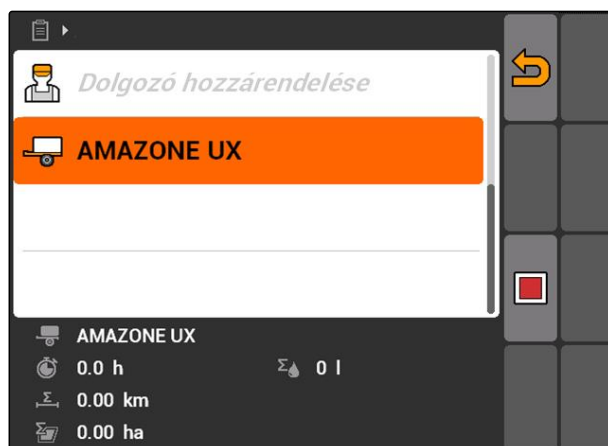 Dolgozó hozzárendelése
AMAZONE UX
AMAZONE UX
0.0 h
Σ 0 l
Σ 0.00 km
Σ 0.00 ha